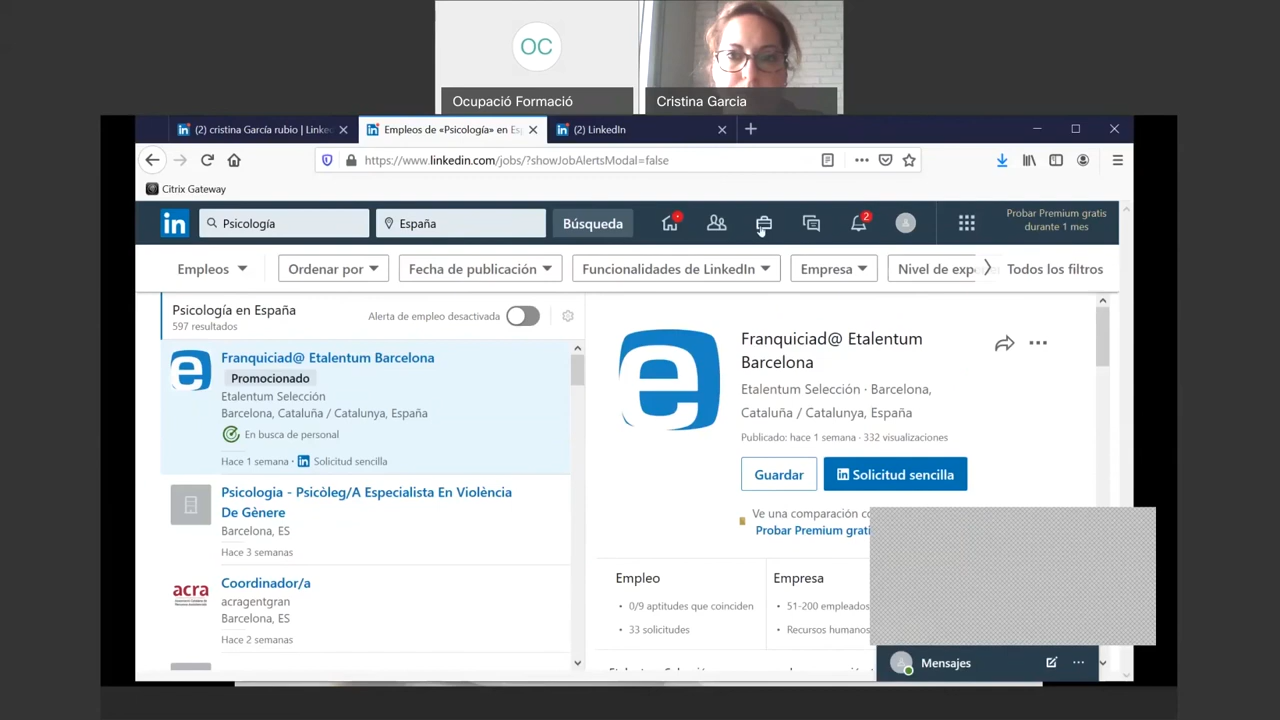 OC
Ocupació Formació
Cristina Garcia
(2) cristina García rubio | Linke
Empleos de «Psicología» en Es
(2) LinkedIn
https://www.linkedin.com/jobs/?showJobAlertsModal=false
Citrix Gateway
in
Psicología
España
Búsqueda
2
Probar Premium gratis
durante 1 mes
Empleos
Ordenar por
Fecha de publicación
Funcionalidades de LinkedIn
Empresa
Nivel de exp
Todos los filtros
Psicología en España
597 resultados
Alerta de empleo desactivada
Franquiciad@ Etalentum Barcelona
Promocionado
Etalentum Selección
Barcelona, Cataluña / Catalunya, España
En busca de personal
Hace 1 semana · in Solicitud sencilla
Psicologia - Psicòleg/A Especialista En Violència
De Gènere
Barcelona, ES
Hace 3 semanas
acra
Coordinador/a
acragentgran
Barcelona, ES
Hace 2 semanas
e
Franquiciad@ Etalentum
Barcelona
Etalentum Selección · Barcelona,
Cataluña / Catalunya, España
Publicado: hace 1 semana · 332 visualizaciones
Guardar
in Solicitud sencilla
Ve una comparación co
Probar Premium grati
Empleo
• 0/9 aptitudes que coinciden
• 33 solicitudes
Empresa
• 51-200 empleados
• Recursos humanos
Mensajes